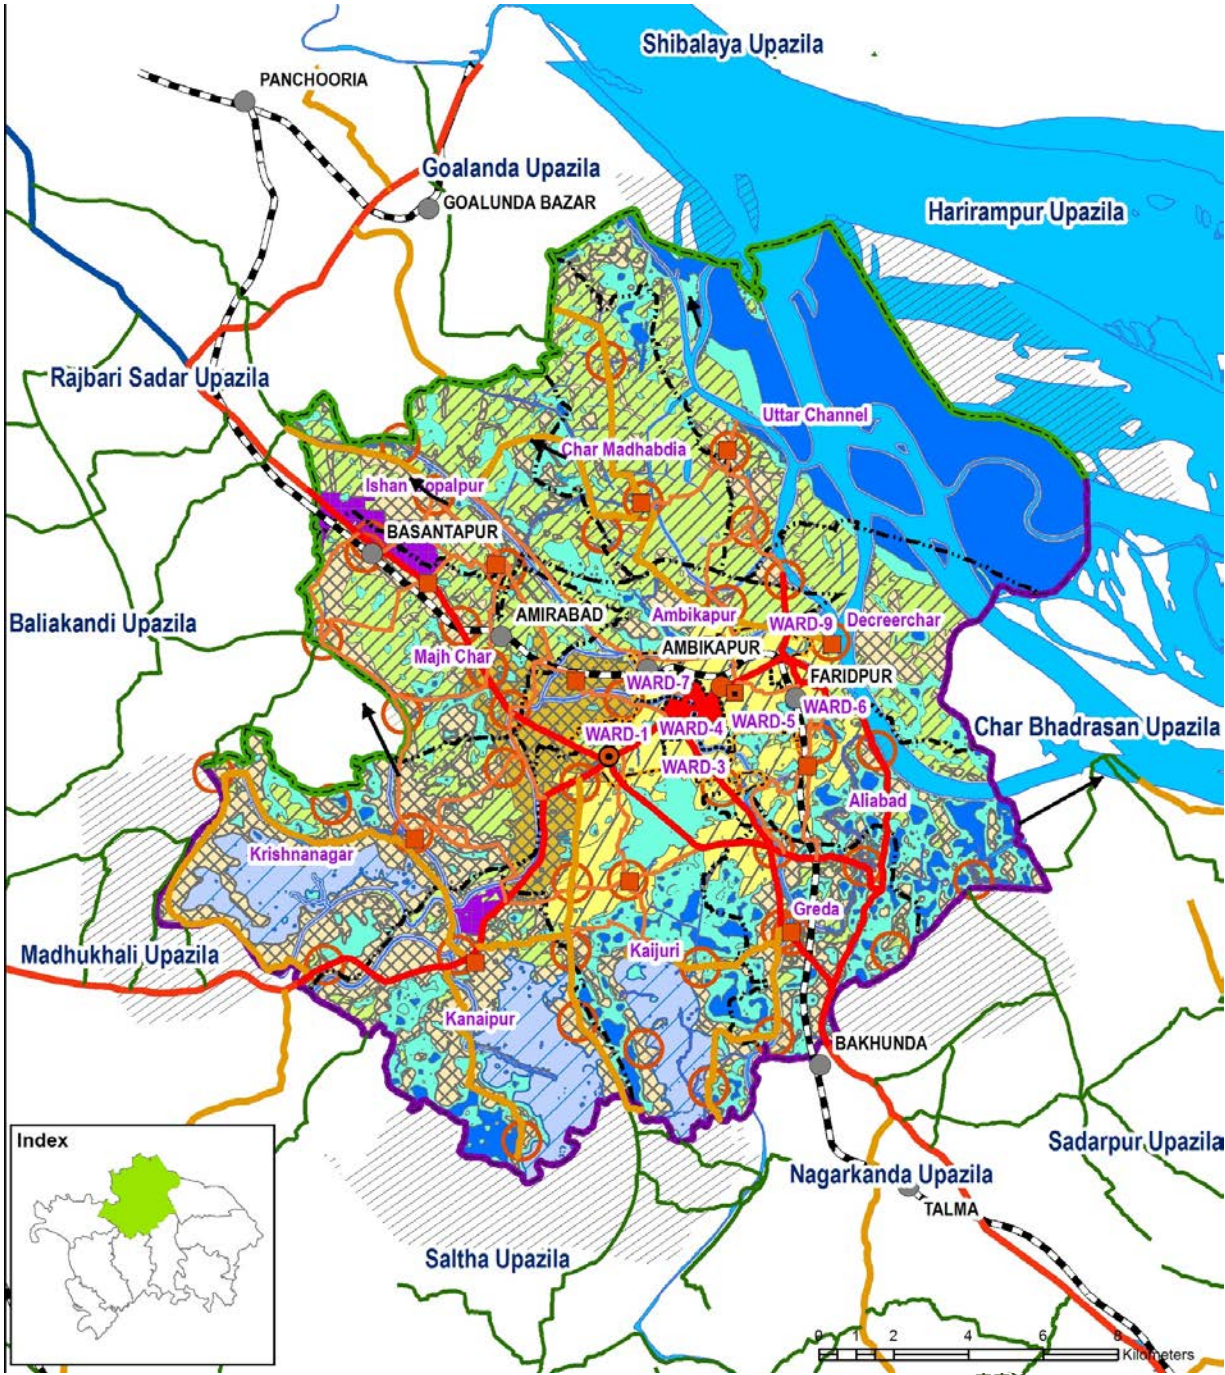 Shibalaya Upazila
PANCHOORIA
Goalanda Upazila
GOALUNDA BAZAR
Harirampur Upazila
Rajbari Sadar Upazila
Uttar Channel
Char Madhabdia
Ishan Gopalpur
BASANTAPUR
AMIRABAD
Ambikapur
WARD-9
Decreerchar
Baliakandi Upazila
Majh Char
AMBIKAPUR
FARIDPUR
WARD-7
WARD-6
WARD-1
WARD-4
WARD-5
Char Bhadrasan Upazila
WARD-3
Aliabad
Krishnanagar
Greda
Madhukhali Upazila
Kaijuri
Kanaipur
BAKHUNDA
Index
Sadarpur Upazila
Nagarkanda Upazila
TALMA
Saltha Upazila
0 1 2 4 6 8
Kilometers